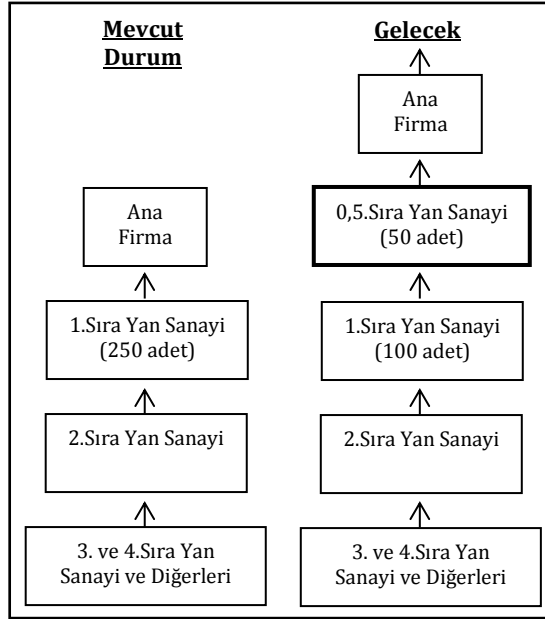 Mevcut
Durum
Ana
Firma
1.Sıra Yan Sanayi
(250 adet)
2.Sıra Yan Sanayi
3. ve 4.Sıra Yan
Sanayi ve Diğerleri
Gelecek
Ana
Firma
0,5.Sıra Yan Sanayi
(50 adet)
1.Sıra Yan Sanayi
(100 adet)
2.Sıra Yan Sanayi
3. ve 4.Sıra Yan
Sanayi ve Diğerleri